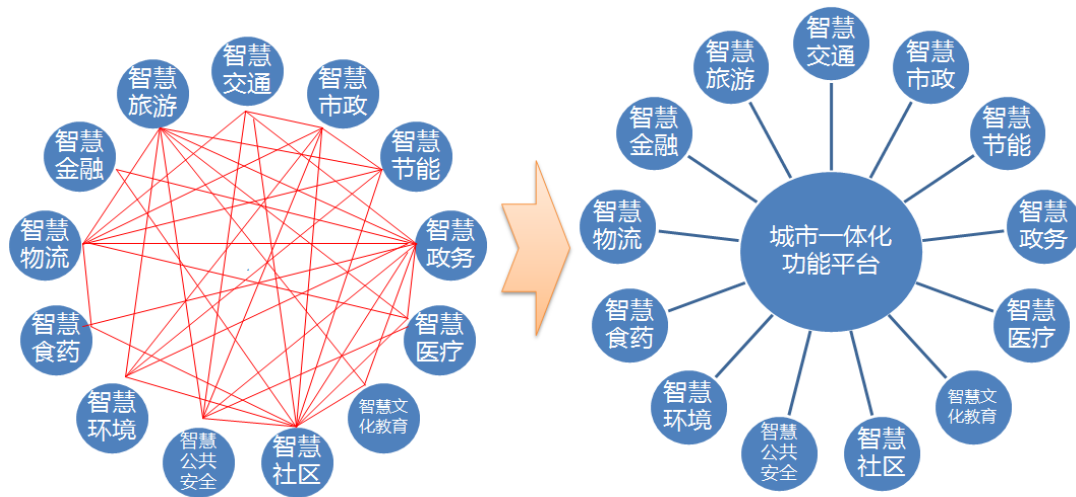 智慧
交通
智慧
市政
智慧
节能
智慧
政务
智慧
医疗
智慧文
化教育
智慧
社区
智慧
公共
安全
智慧
环境
智慧
食药
智慧
物流
智慧
金融
智慧
旅游
城市一体化
功能平台
智慧
交通
智慧
市政
智慧
节能
智慧
政务
智慧
医疗
智慧文
化教育
智慧
社区
智慧
公共
安全
智慧
环境
智慧
食药
智慧
物流
智慧
金融
智慧
旅游